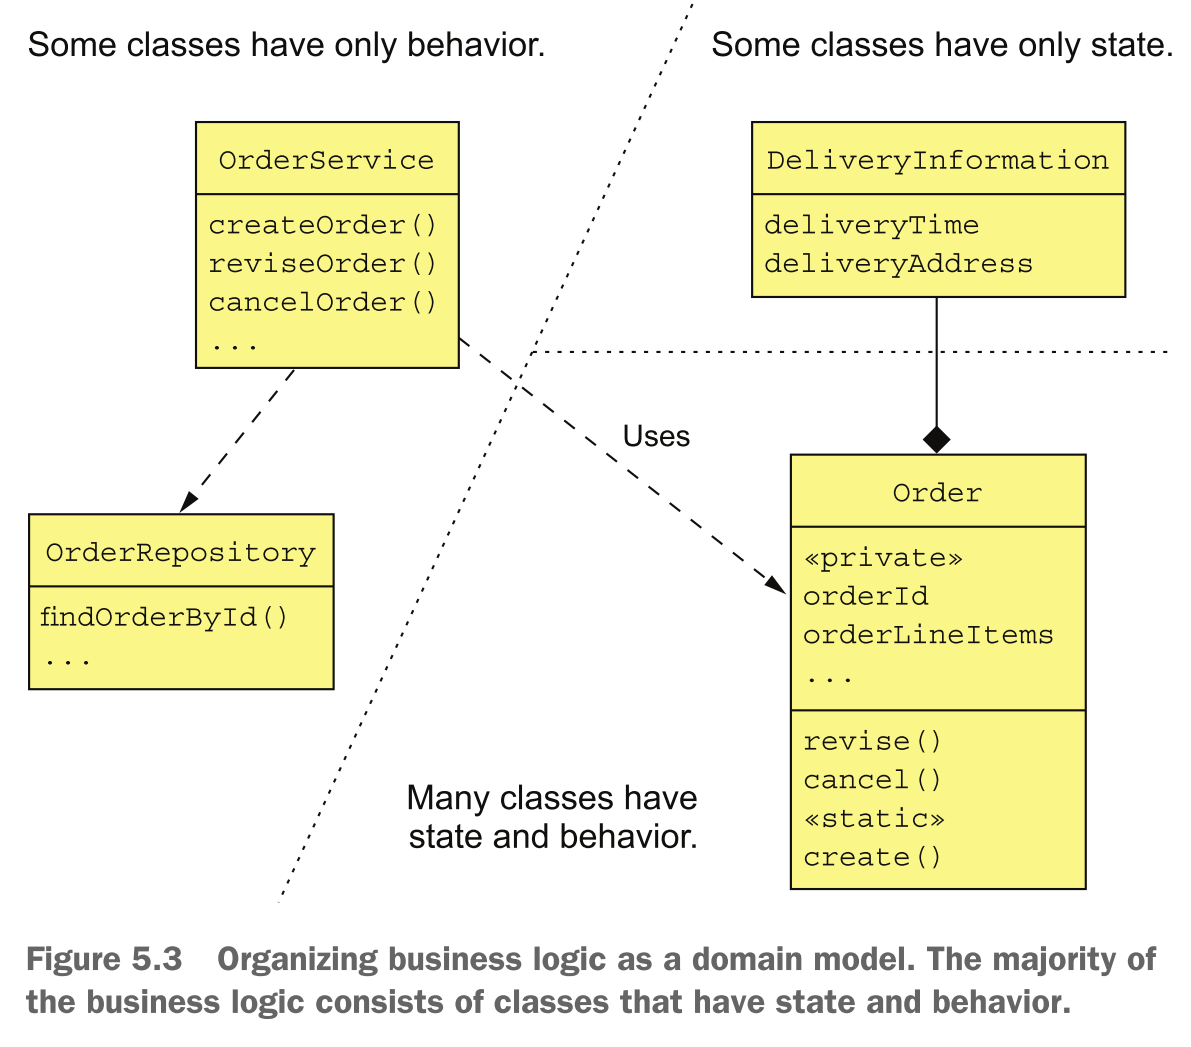 Some classes have only behavior.
Some classes have only state.
OrderService
createOrder()
reviseOrder()
cancelOrder()
...
DeliveryInformation
deliveryTime
deliveryAddress
Uses
OrderRepository
findOrderById()
...
Order
«private»
orderId
orderLineItems
...
revise()
cancel()
«static»
create()
Many classes have
state and behavior.
Figure 5.3 Organizing business logic as a domain model. The majority of
the business logic consists of classes that have state and behavior.